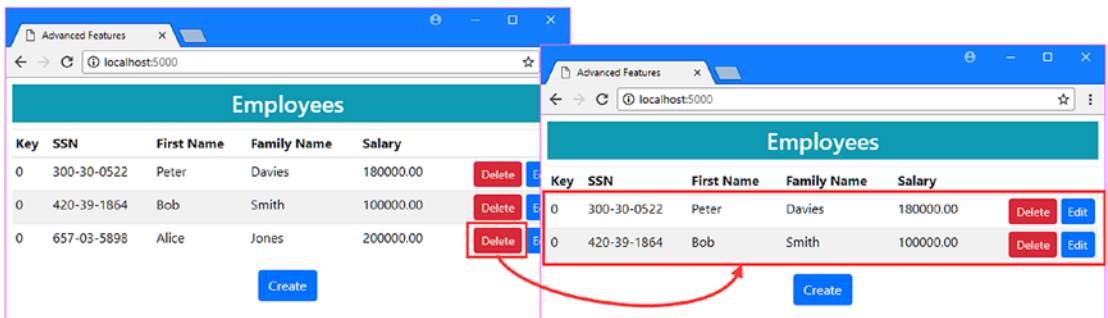 Advanced Features
localhost:5000
Employees
Key SSN First Name Family Name Salary
0 300-30-0522 Peter Davies 180000.00 Delete
0 420-39-1864 Bob Smith 100000.00 Delete
0 657-03-5898 Alice Jones 200000.00 Delete
Create
Advanced Features
localhost:5000
Employees
Key SSN First Name Family Name Salary
0 300-30-0522 Peter Davies 180000.00 Delete Edit
0 420-39-1864 Bob Smith 100000.00 Delete Edit
Create